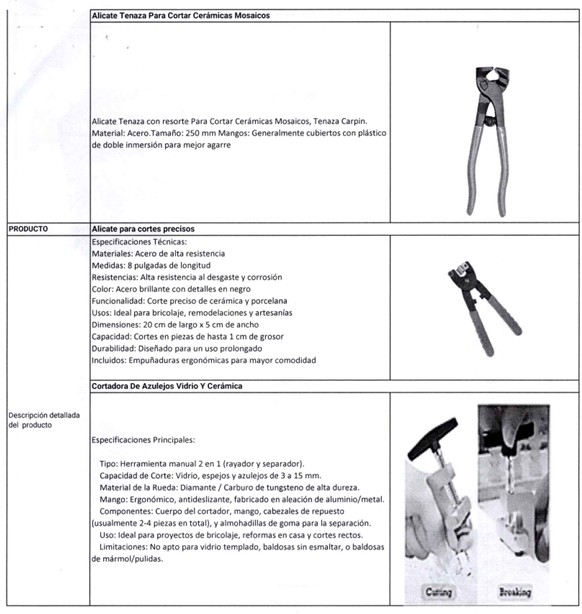 Alicate Tenaza Para Cortar Cerámicas Mosaicos
Alicate Tenaza con resorte Para Cortar Cerámicas Mosaicos, Tenaza Carpin.
Material: Acero.Tamaño: 250 mm Mangos: Generalmente cubiertos con plástico
de doble inmersión para mejor agarre
PRODUCTO
Alicate para cortes precisos
Especificaciones Técnicas:
Materiales: Acero de alta resistencia
Medidas: 8 pulgadas de longitud
Resistencias: Alta resistencia al desgaste y corrosión
Color: Acero brillante con detalles en negro
Funcionalidad: Corte preciso de cerámica y porcelana
Usos: Ideal para bricolaje, remodelaciones y artesanías
Dimensiones: 20 cm de largo x 5 cm de ancho
Capacidad: Cortes en piezas de hasta 1 cm de grosor
Durabilidad: Diseñado para un uso prolongado
Incluidos: Empuñaduras ergonómicas para mayor comodidad
Cortadora De Azulejos Vidrio Y Cerámica
Descripción detallada
del producto
Especificaciones Principales:
Tipo: Herramienta manual 2 en 1 (rayador y separador).
Capacidad de Corte: Vidrio, espejos y azulejos de 3 a 15 mm.
Material de la Rueda: Diamante / Carburo de tungsteno de alta dureza.
Mango: Ergonómico, antideslizante, fabricado en aleación de aluminio/metal.
Componentes: Cuerpo del cortador, mango, cabezales de repuesto
(usualmente 2-4 piezas en total), y almohadillas de goma para la separación.
Uso: Ideal para proyectos de bricolaje, reformas en casa y cortes rectos.
Limitaciones: No apto para vidrio templado, baldosas sin esmaltar, o baldosas
de mármol/pulidas.
Cutting
Breaking